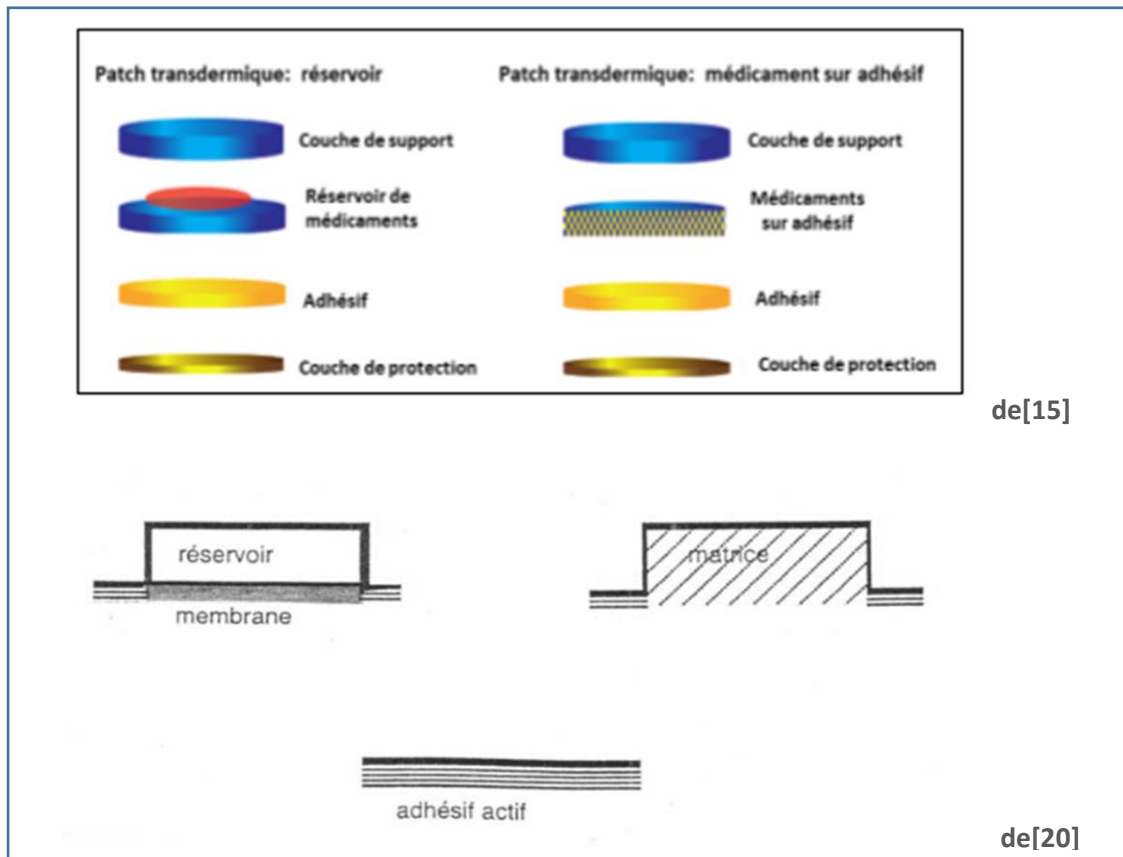 Patch transdermique: réservoir
Patch transdermique: médicament sur adhésif
Couche de support
Couche de support
Réservoir de
médicaments
Médicaments
sur adhésif
Adhésif
Adhésif
Couche de protection
Couche de protection
de[15]
réservoir
matrice
membrane
adhésif actif
de[20]